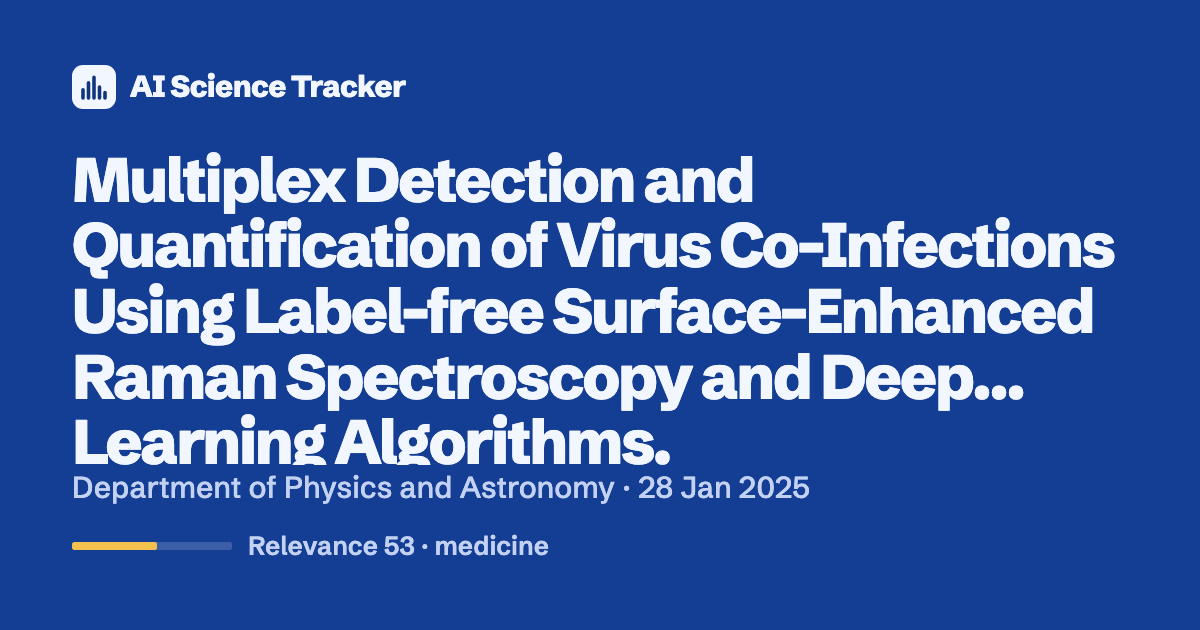 AI Science Tracker
Multiplex Detection and
Quantification of Virus Co-Infections
Using Label-free Surface-Enhanced
Raman Spectroscopy and Deep...
Learning Algorithms.
Department of Physics and Astronomy · 28 Jan 2025
Relevance 53 · medicine